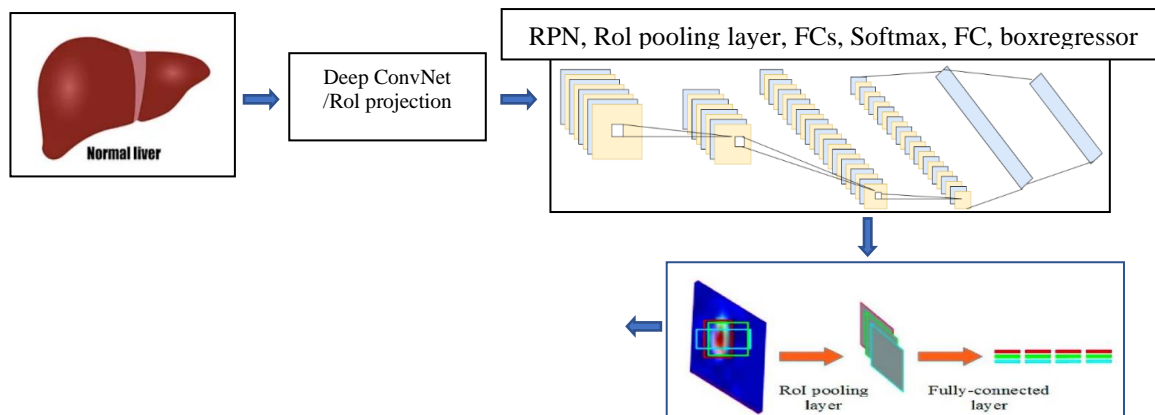 Normal liver
Deep ConvNet
/RoI projection
RPN, RoI pooling layer, FCs, Softmax, FC, boxregressor
RoI pooling
layer
Fully-connected
layer